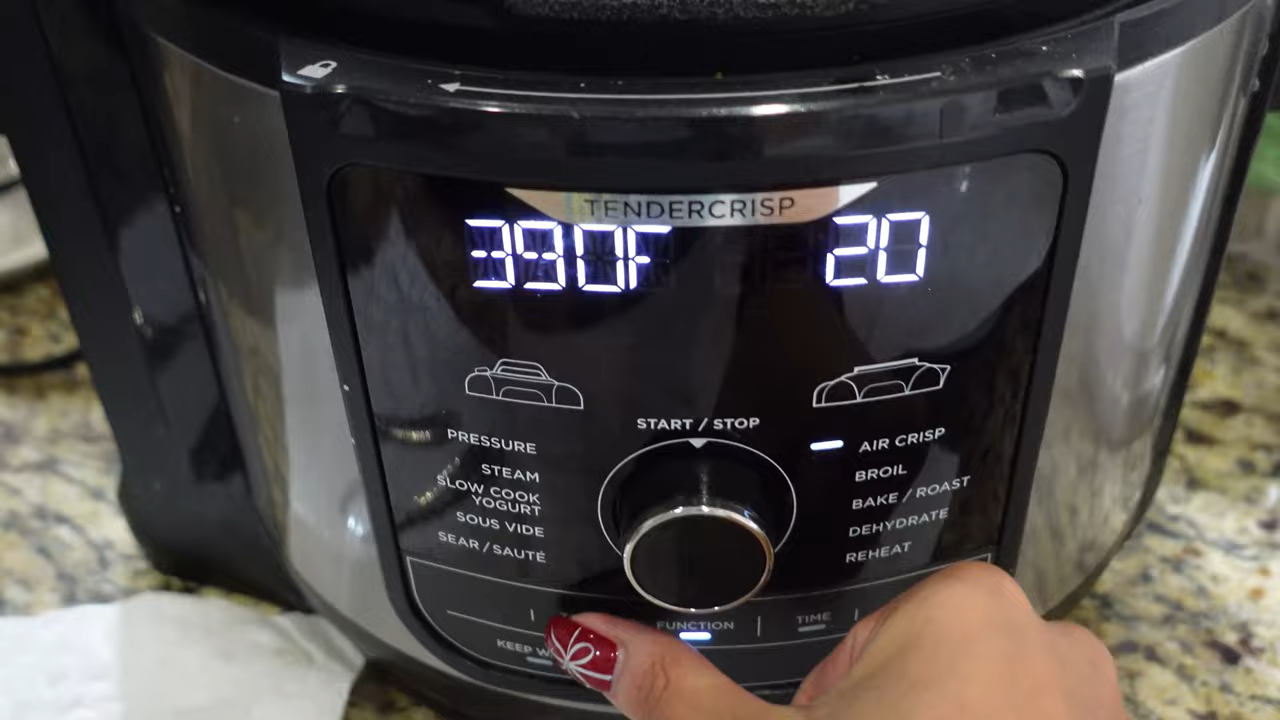 TENDERCRISP
390F
20
START / STOP
PRESSURE
STEAM
SLOW COOK
YOGURT
SOUS VIDE
SEAR/SAUTÉ
AIR CRISP
BROIL
BAKE / ROAST
DEHYDRATE
REHEAT
FUNCTION
TIME
KEEP